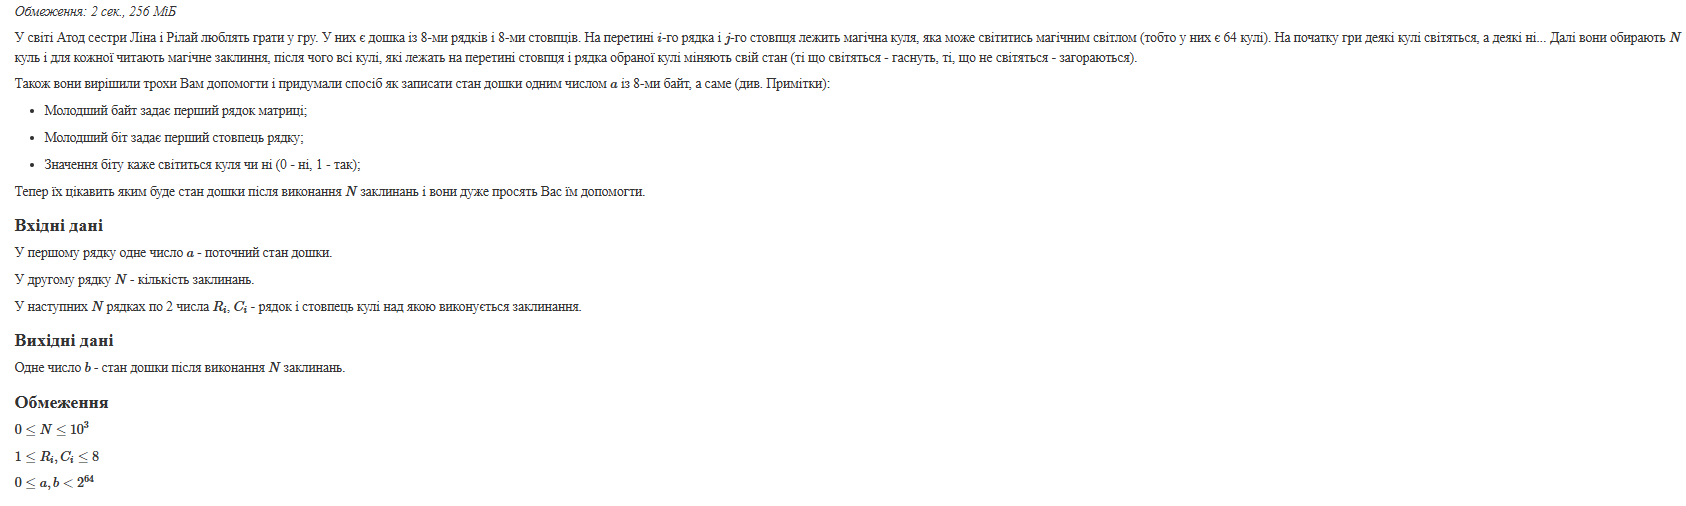 Обмеження: 2 сек., 256 МіБ
У світі Атод сестри Ліна і Рілай люблять грати у гру. У них є дошка із 8-ми рядків і 8-ми стовпців. На перетині i-го рядка і j-го стовпця лежить магічна куля, яка може світитись магічним світлом (тобто у них є 64 кулі). На початку гри деякі кулі світяться, а деякі ні... Далі вони обирають N
куль і для кожної читають магічне заклиння, після чого всі кулі, які лежать на перетині стовпця і рядка обраної кулі міняють свій стан (ті що світяться - гаснуть, ті, що не світяться - загораються).
Також вони вирішили трохи Вам допомогти і придумали спосіб як записати стан дошки одним числом a із 8-ми байт, а саме (див. Примітки):
• Молодший байт задає перший рядок матриці;
• Молодший біт задає перший стовпець рядку;
• Значення біту каже світиться куля чи ні (0 - ні, 1 - так);
Тепер їх цікавить яким буде стан дошки після виконання N заклинань і вони дуже просять Вас їм допомогти.
Вхідні дані
У першому рядку одне число a - поточний стан дошки.
У другому рядку N - кількість заклинань.
У наступних N рядках по 2 числа Rᵢ, Cᵢ - рядок і стовпець кулі над якою виконується заклинання.
Вихідні дані
Одне число b - стан дошки після виконання N заклинань.
Обмеження
0 ≤ N ≤ 10³
1 ≤ Rᵢ, Cᵢ ≤ 8
0 ≤ a, b < 2⁶⁴